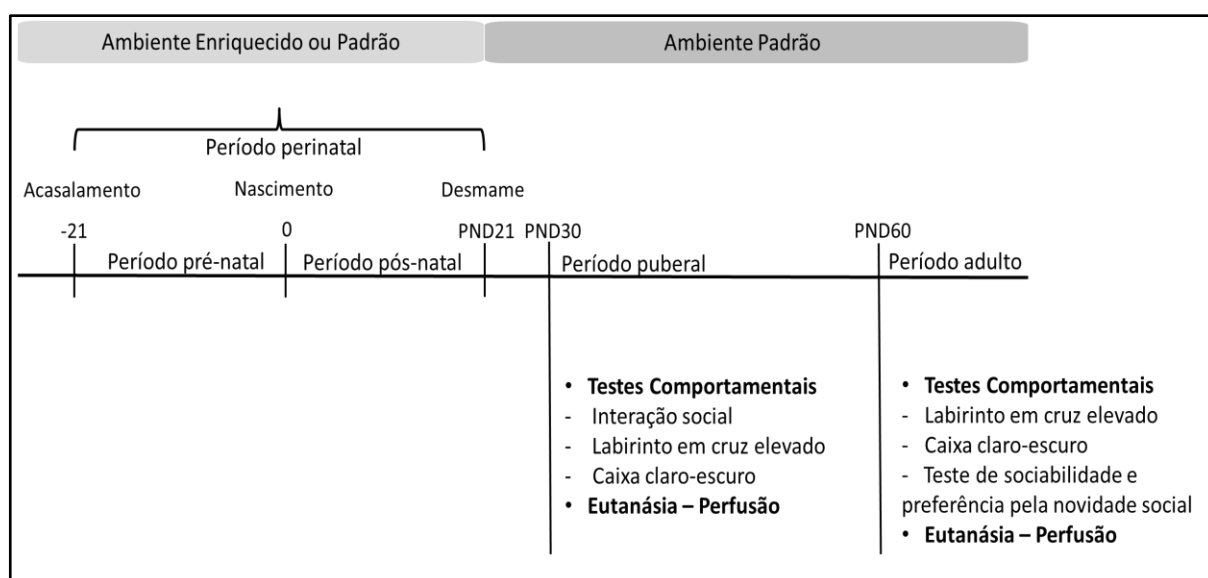 Ambiente Enriquecido ou Padrão
Ambiente Padrão
Período perinatal
Acasalamento
Nascimento
Desmame
-21
0
PND21
PND30
PND60
Período pré-natal
Período pós-natal
Período puberal
Período adulto
• Testes Comportamentais
- Interação social
- Labirinto em cruz elevado
- Caixa claro-escuro
• Eutanásia – Perfusão
• Testes Comportamentais
- Labirinto em cruz elevado
- Caixa claro-escuro
- Teste de sociabilidade e
preferência pela novidade social
• Eutanásia – Perfusão